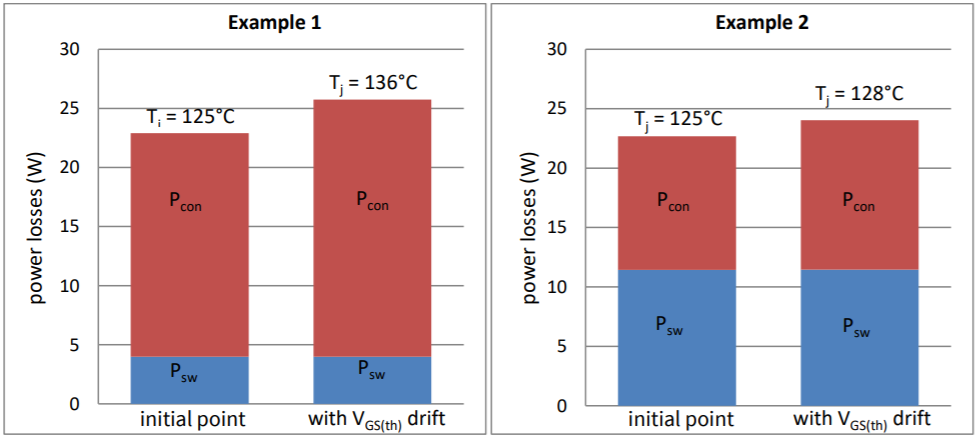 Example 1
30
25
20
15
10
5
0
power losses (W)
Tj = 125°C
Tj = 136°C
Pcon
Pcon
Psw
Psw
initial point
with VGS(th) drift
Example 2
30
25
20
15
10
5
0
power losses (W)
Tj = 125°C
Tj = 128°C
Pcon
Pcon
Psw
Psw
initial point
with VGS(th) drift